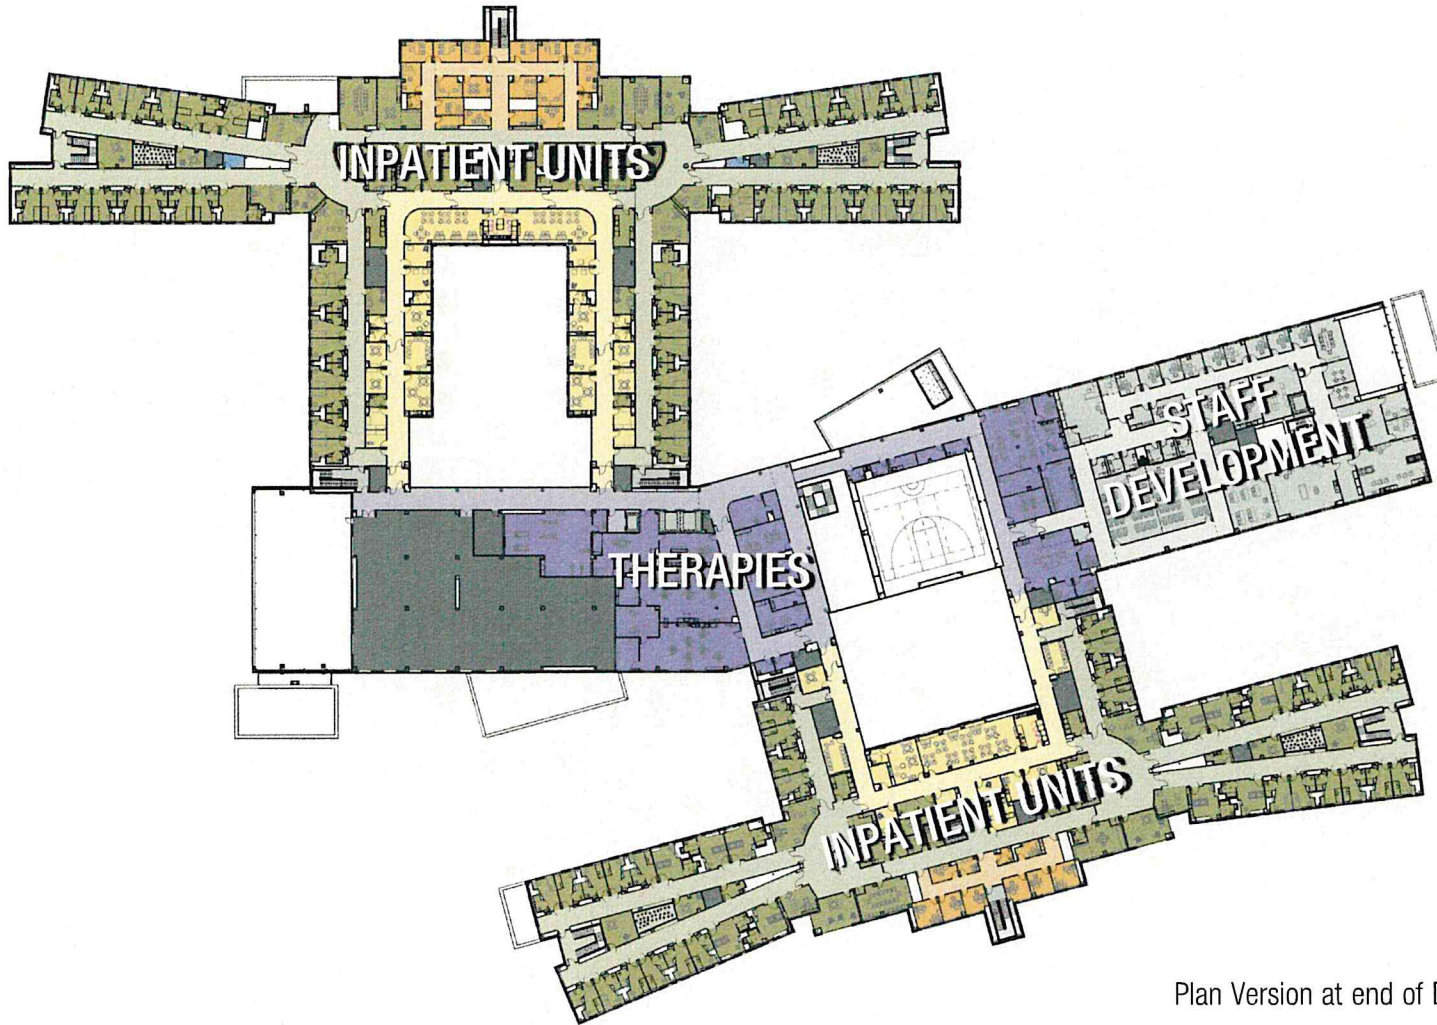 INPATIENT UNITS
STAFF
DEVELOPMENT
THERAPIES
INPATIENT UNITS
Plan Version at end of